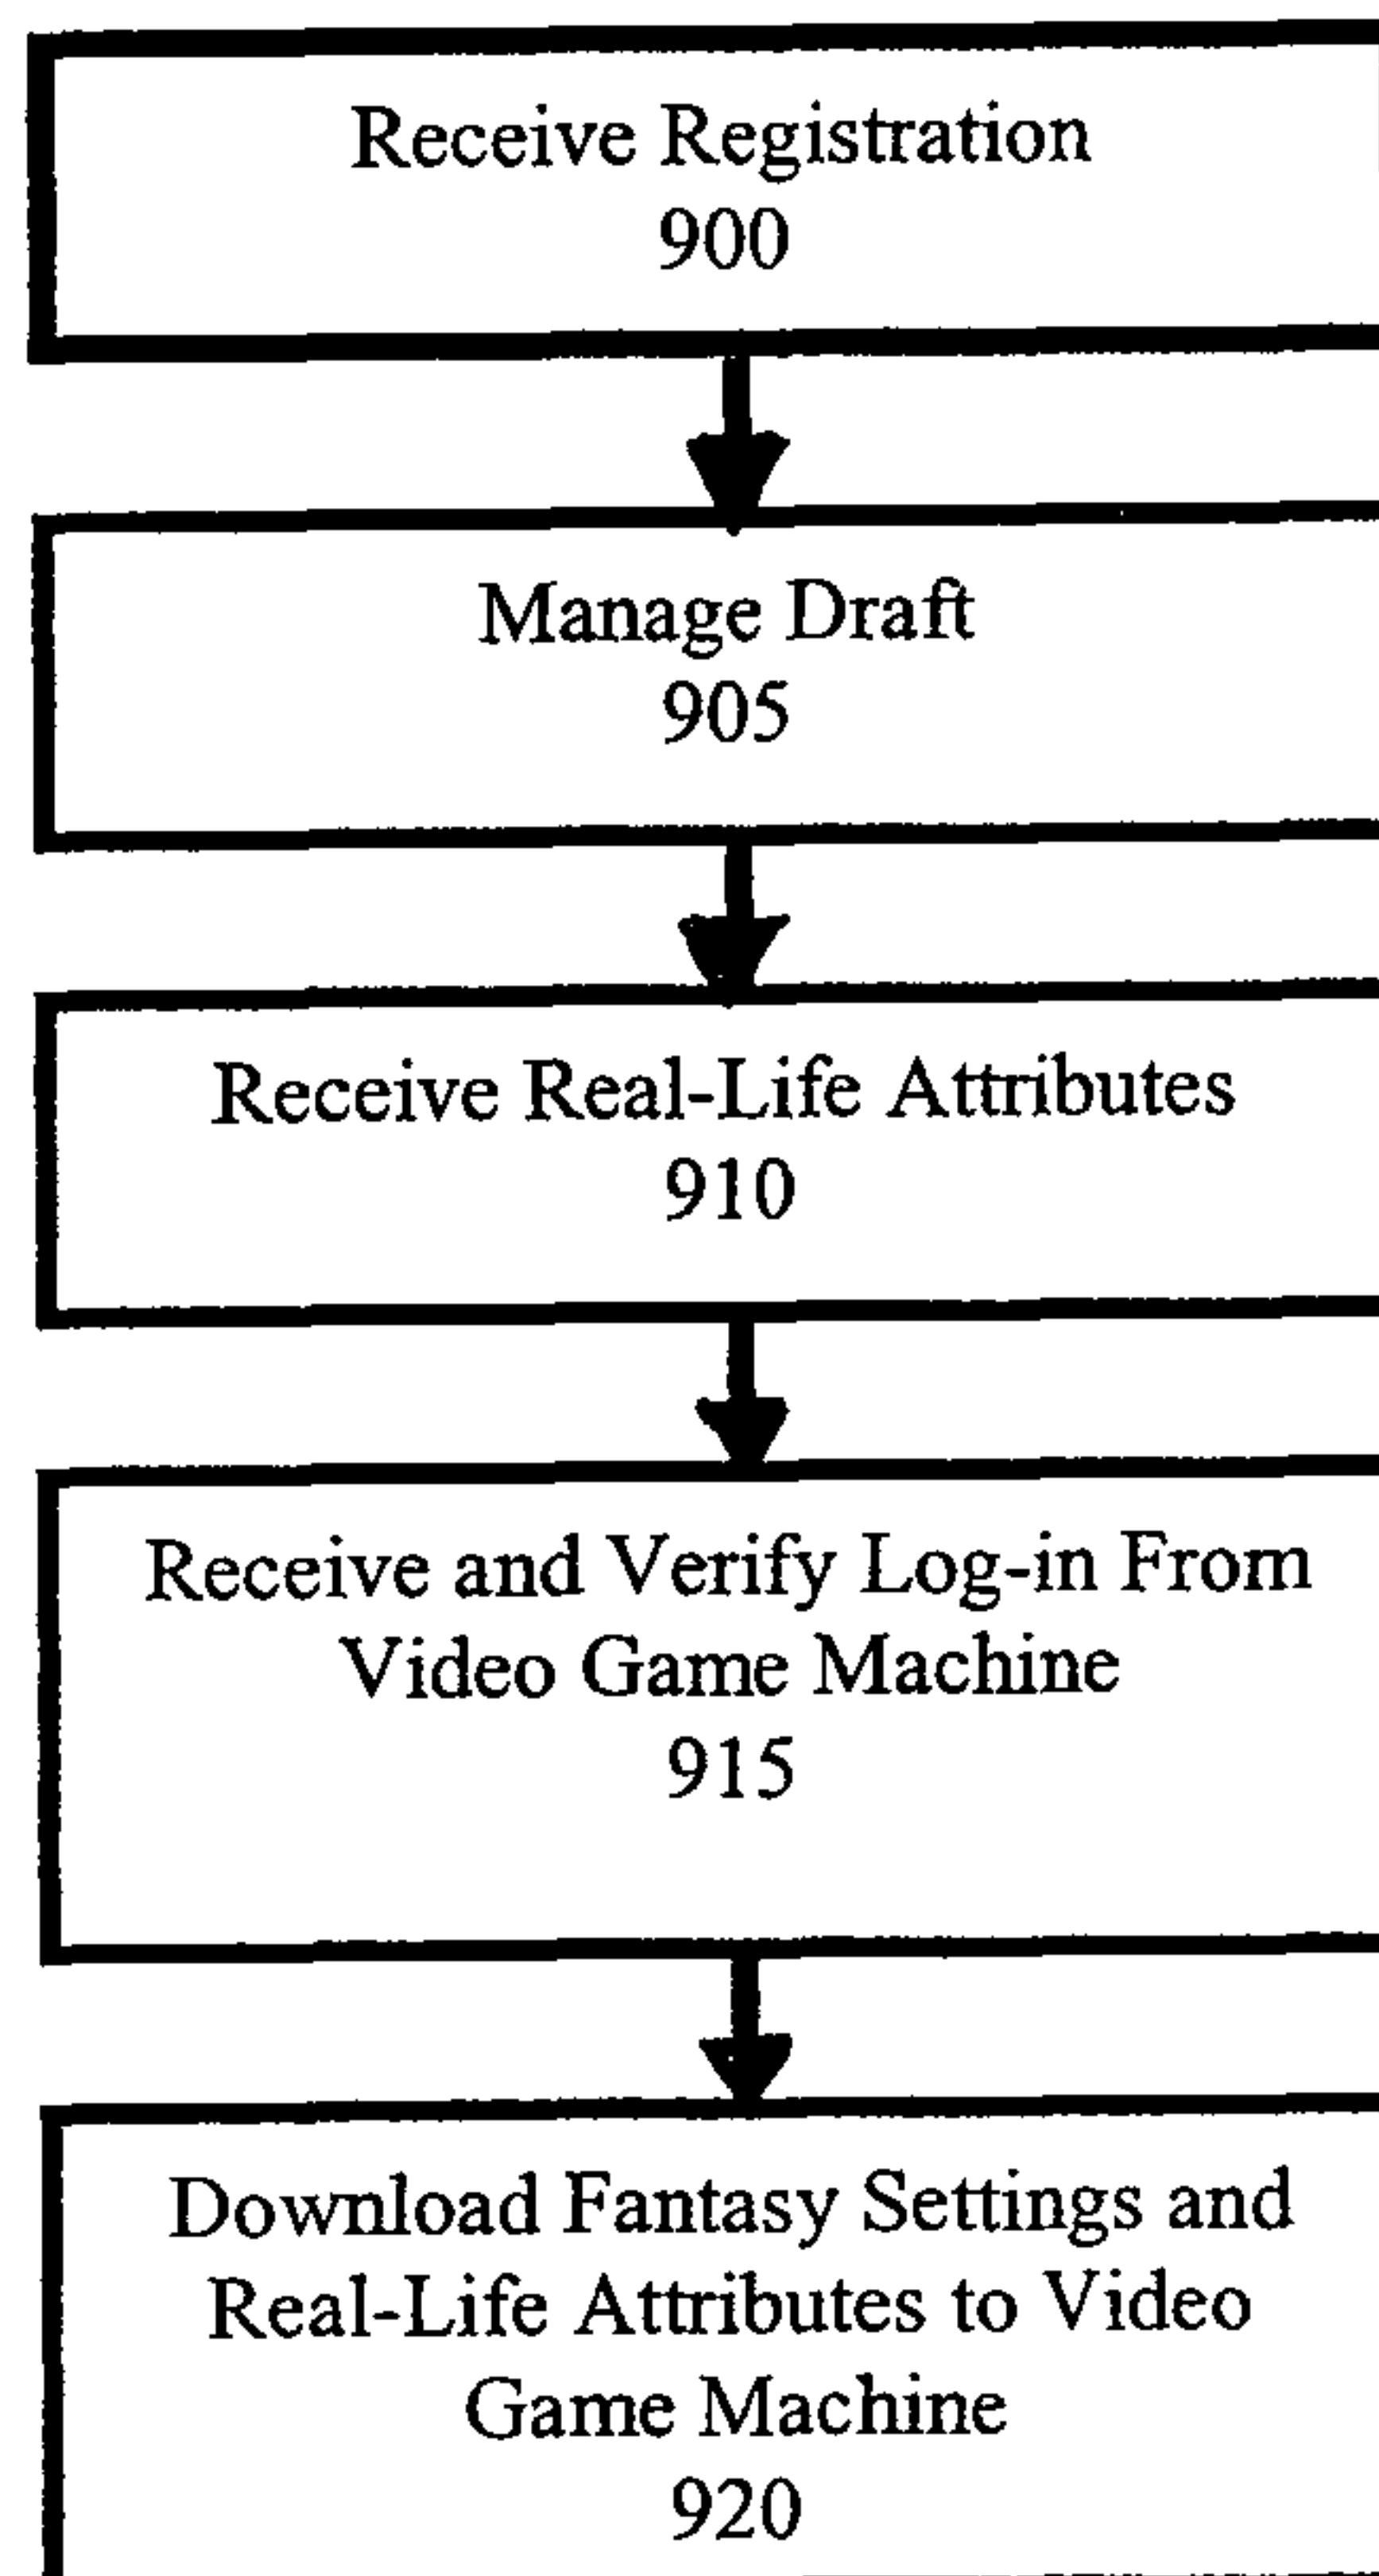 Receive Registration
900
Manage Draft
905
Receive Real-Life Attributes
910
Receive and Verify Log-in From
Video Game Machine
915
Download Fantasy Settings and
Real-Life Attributes to Video
Game Machine
920